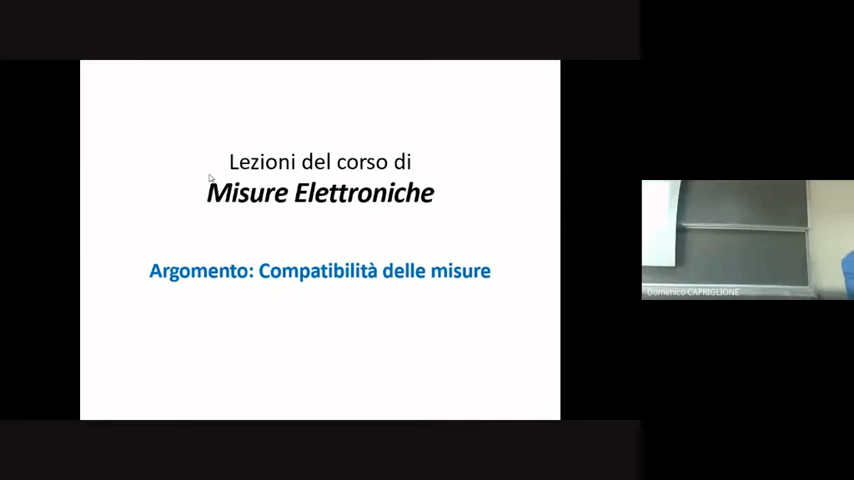 Lezioni del corso di
Misure Elettroniche
Argomento: Compatibilità delle misure
Domenico CAPRIGLIONE